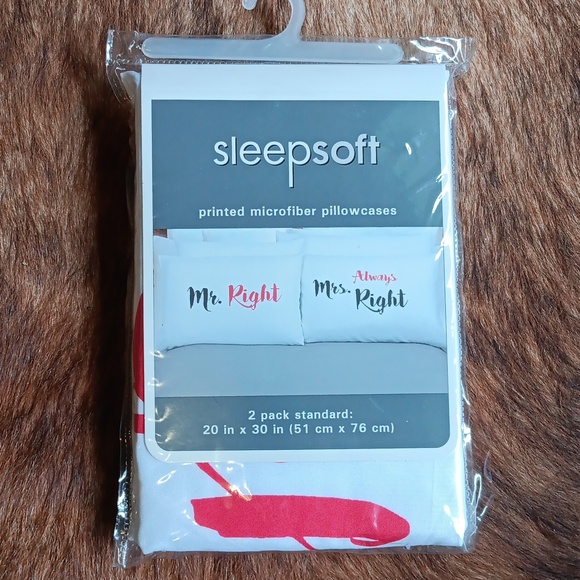 sleepsoft
printed microfiber pillowcases
Mr. Right
Mrs. Always Right
2 pack standard:
20 in x 30 in (51 cm x 76 cm)